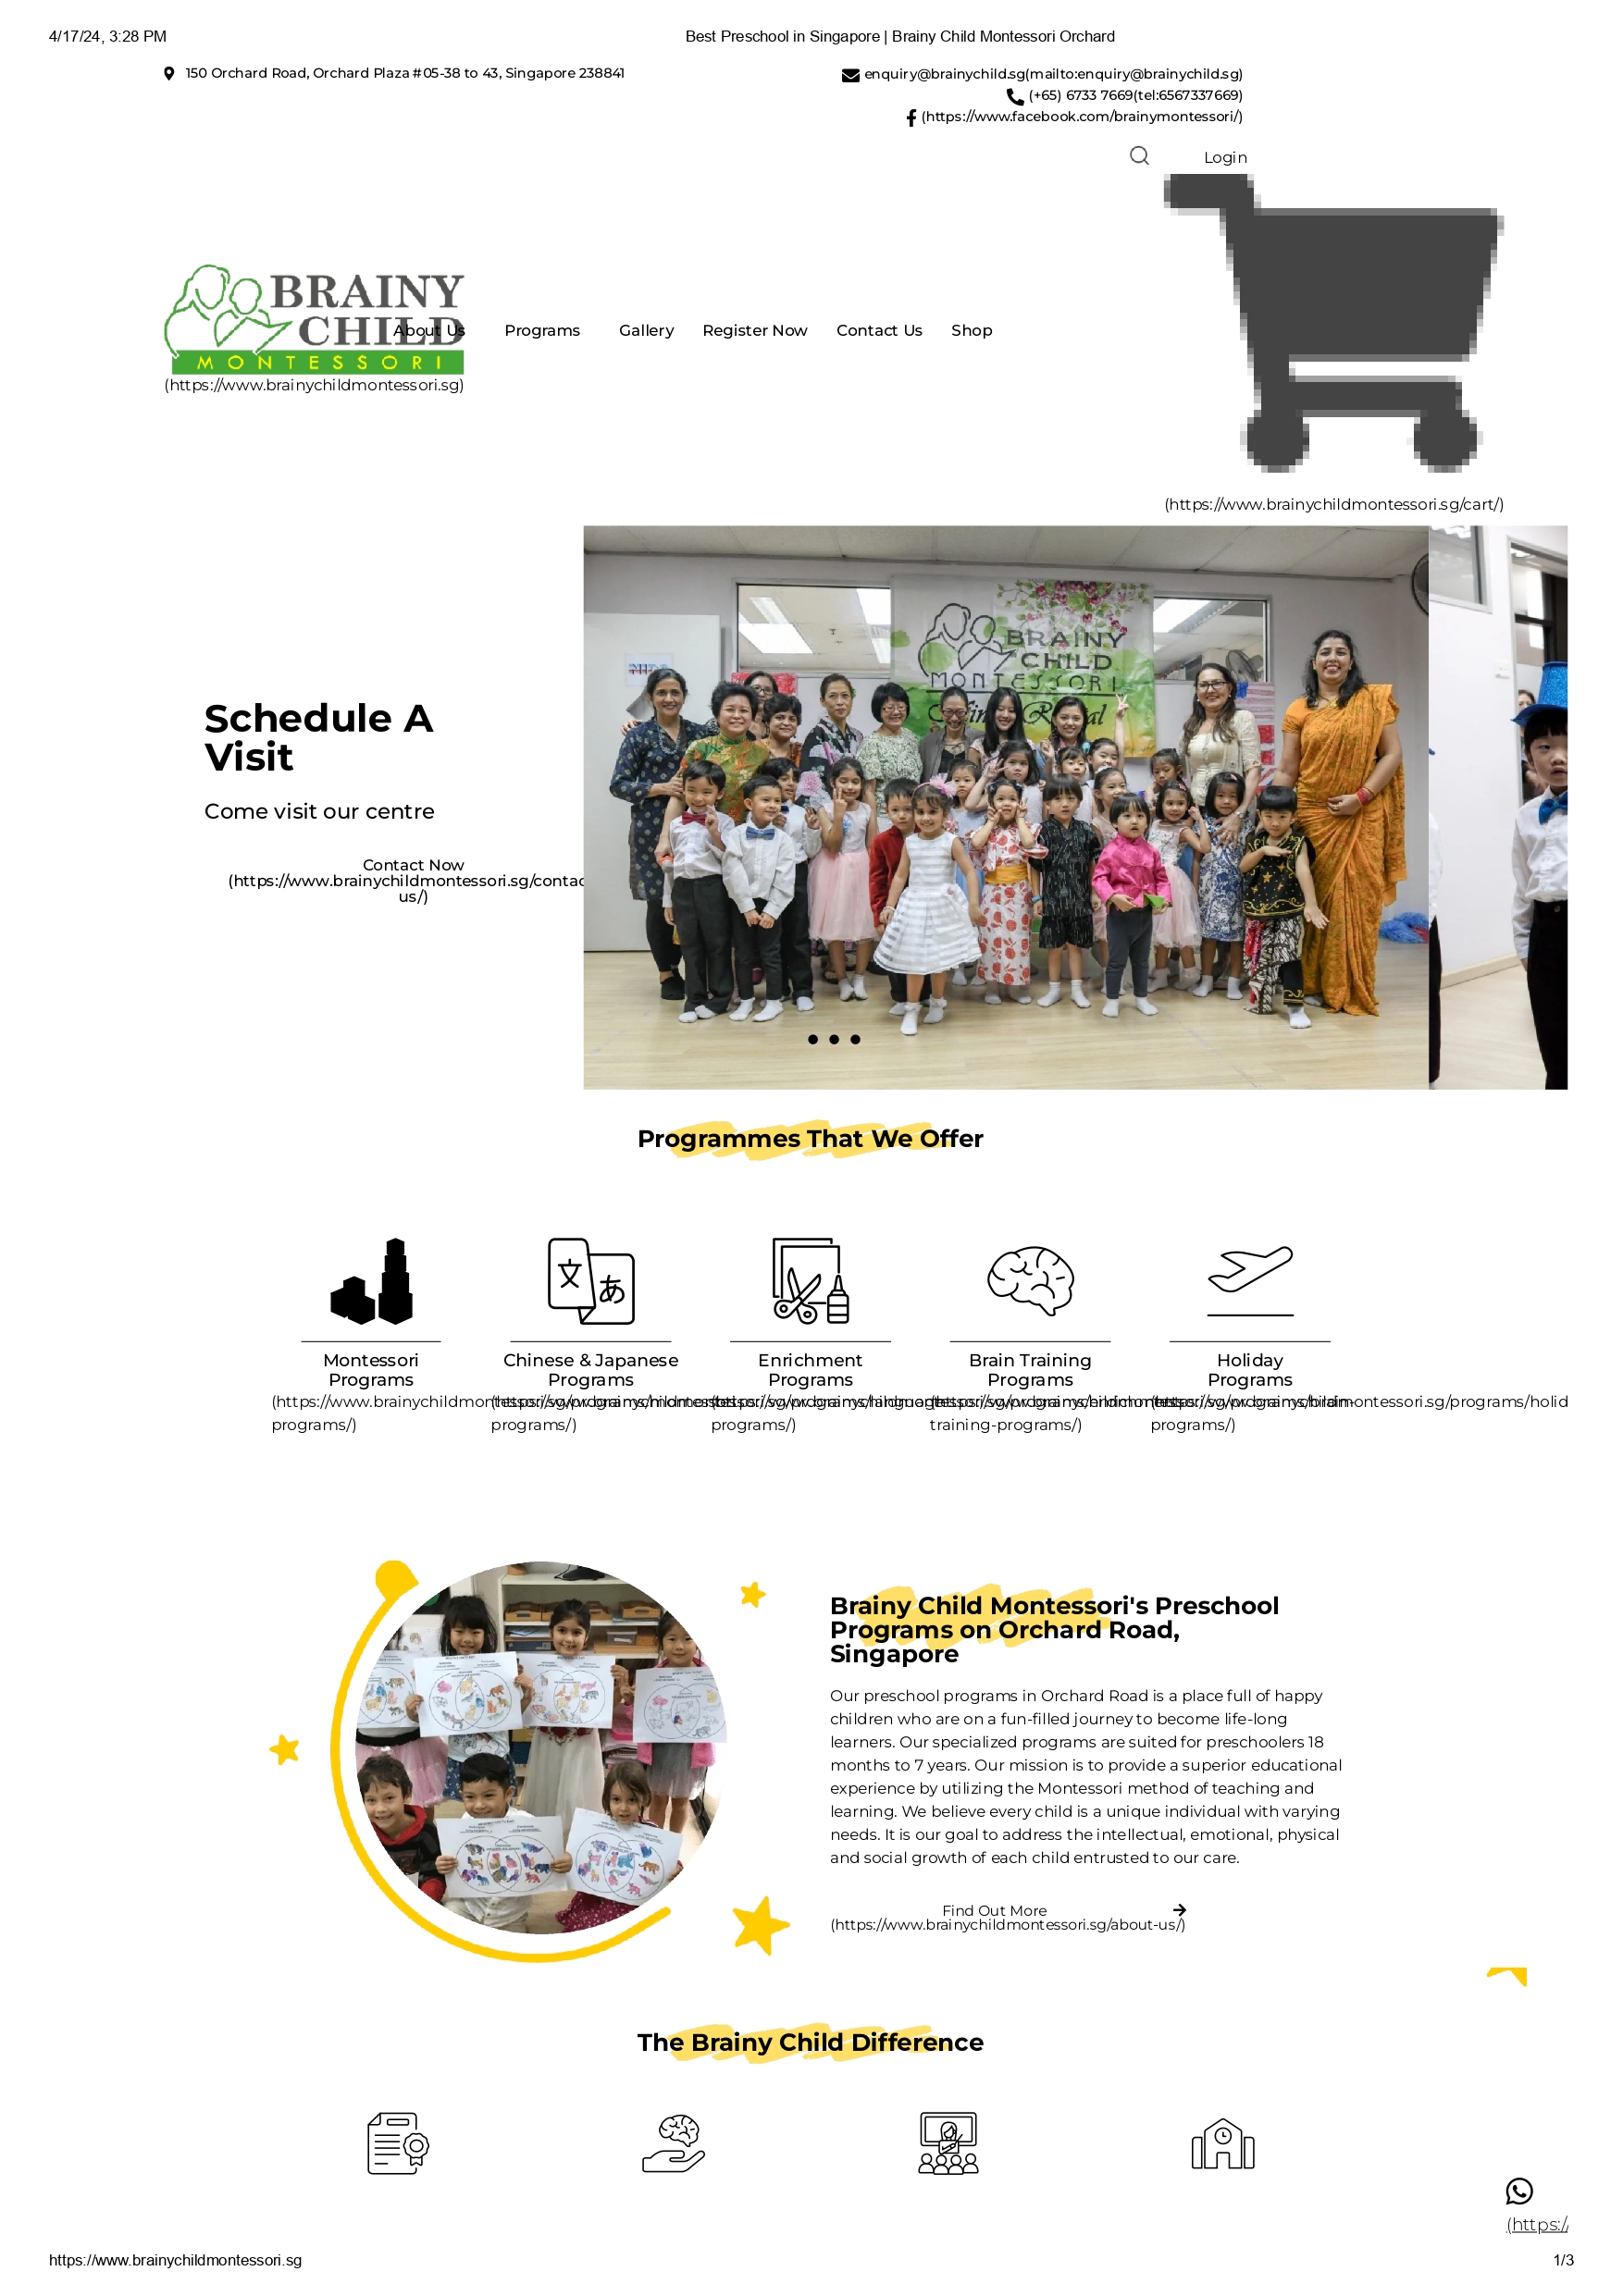 4/17/24, 3:28 PM
Best Preschool in Singapore | Brainy Child Montessori Orchard
150 Orchard Road, Orchard Plaza #05-38 to 43, Singapore 238841
enquiry@brainychild.sg(mailto:enquiry@brainychild.sg)
(+65) 6733 7669(tel:6567337669)
(https://www.facebook.com/brainymontessori/)
Login
BRAINY
CHILD
MONTESSORI
(https://www.brainychildmontessori.sg)
About Us Programs Gallery Register Now Contact Us Shop
(https://www.brainychildmontessori.sg/cart/)
BRAINY
CHILD
MONTESSORI
Schedule A
Visit
Come visit our centre
Contact Now
(https://www.brainychildmontessori.sg/contac
us/)
Programmes That We Offer
文
あ
Montessori
Programs
(https://www.brainychildmontessori.sg/programs/montessori-
programs/)
Chinese & Japanese
Programs
programs/)
Enrichment
Programs
programs/)
Brain Training
Programs
training-programs/)
Holiday
Programs
programs/holid
programs/)
Brainy Child Montessori's Preschool
Programs on Orchard Road,
Singapore
Our preschool programs in Orchard Road is a place full of happy
children who are on a fun-filled journey to become life-long
learners. Our specialized programs are suited for preschoolers 18
months to 7 years. Our mission is to provide a superior educational
experience by utilizing the Montessori method of teaching and
learning. We believe every child is a unique individual with varying
needs. It is our goal to address the intellectual, emotional, physical
and social growth of each child entrusted to our care.
Find Out More
(https://www.brainychildmontessori.sg/about-us/)
The Brainy Child Difference
(https:/
https://www.brainychildmontessori.sg
1/3